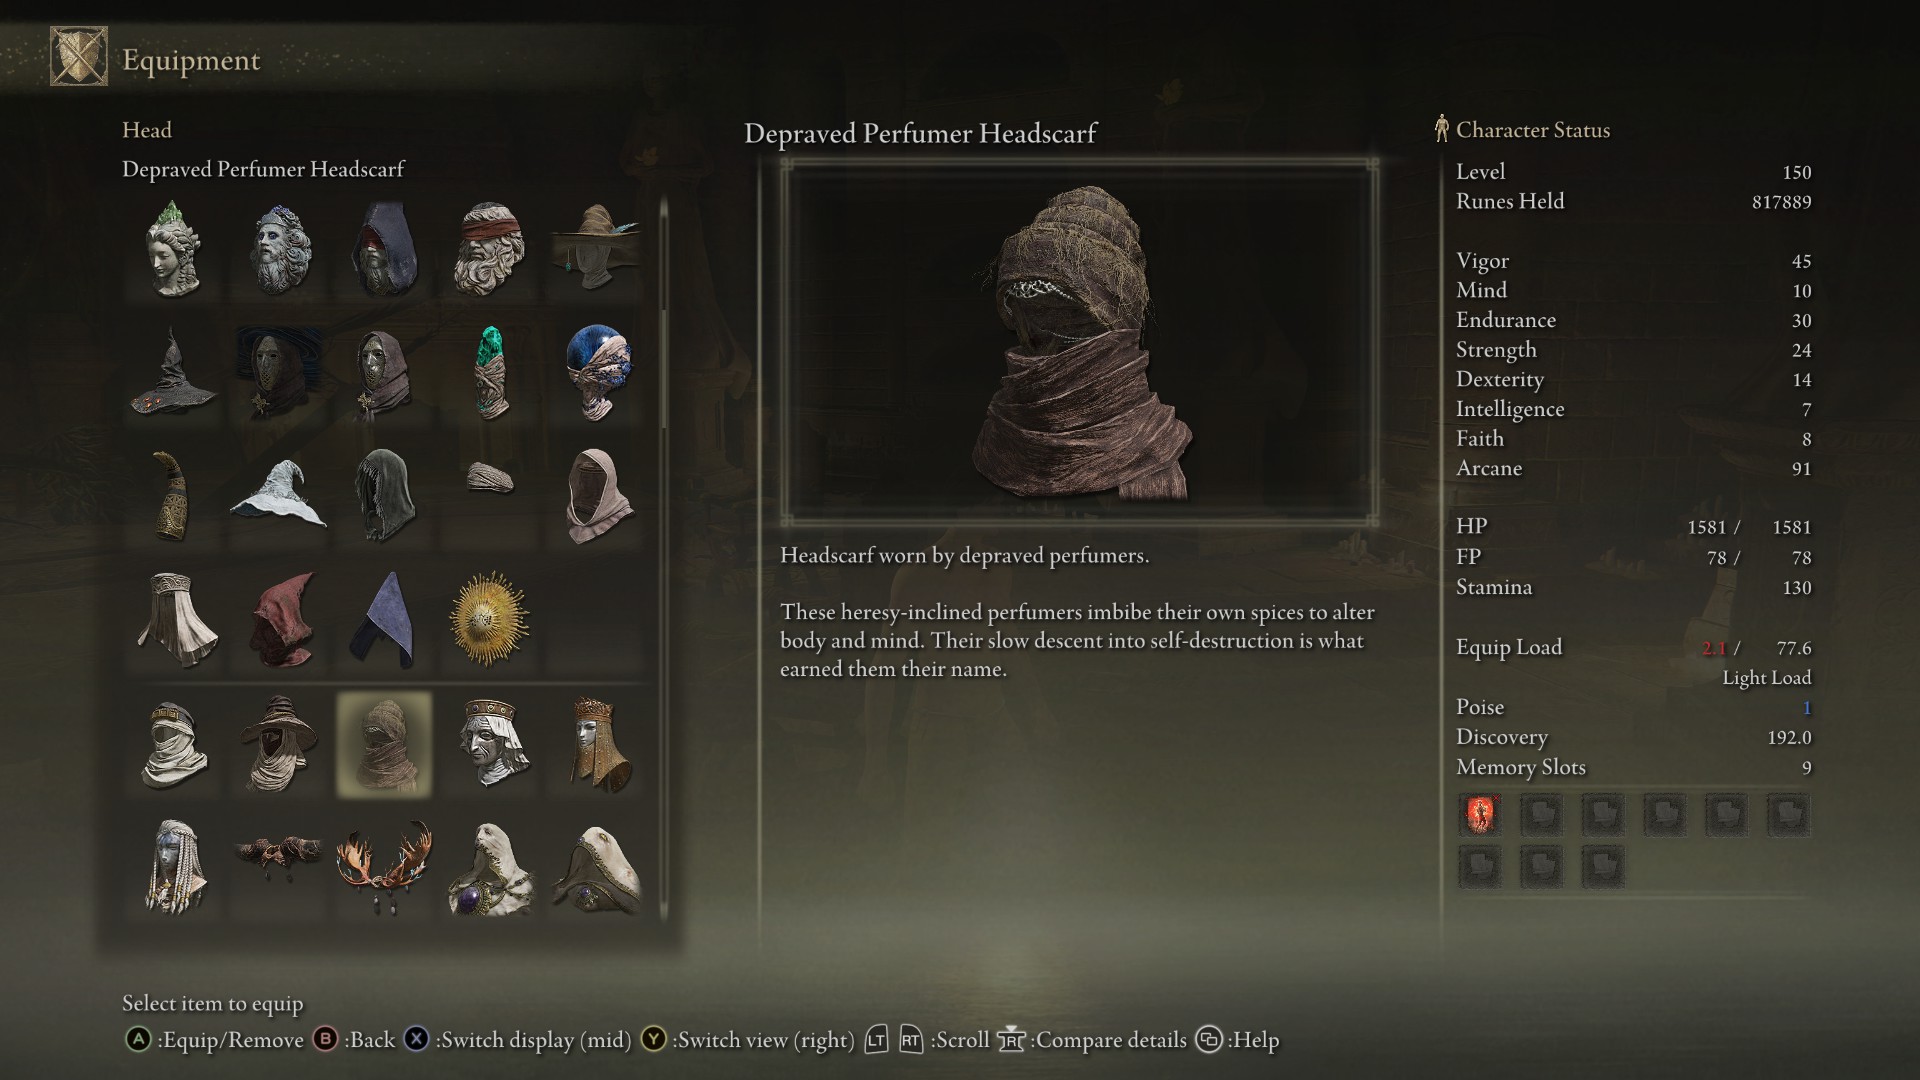 Equipment
Head
Depraved Perfumer Headscarf
Depraved Perfumer Headscarf
Headscarf worn by depraved perfumers.
These heresy-inclined perfumers imbibe their own spices to alter
body and mind. Their slow descent into self-destruction is what
earned them their name.
Character Status
Level 150
Runes Held 817889
Vigor 45
Mind 10
Endurance 30
Strength 24
Dexterity 14
Intelligence 7
Faith 8
Arcane 91
HP 1581 / 1581
FP 78 / 78
Stamina 130
Equip Load 2.1 / 77.6
Light Load
Poise 1
Discovery 192.0
Memory Slots 9
Select item to equip
A :Equip/Remove B :Back X :Switch display (mid) Y :Switch view (right) LT RT :Scroll R :Compare details :Help